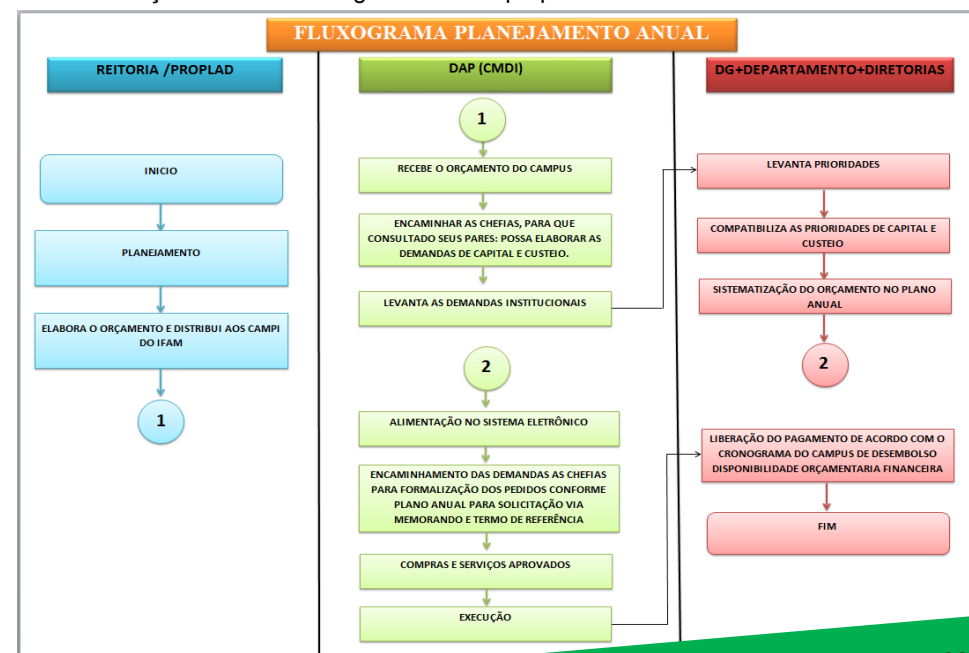 FLUXOGRAMA PLANEJAMENTO ANUAL
REITORIA /PROPLAD
INICIO
PLANEJAMENTO
ELABORA O ORÇAMENTO E DISTRIBUI AOS CAMPI
DO IFAM
1
DAP (CMDI)
1
RECEBE O ORÇAMENTO DO CAMPUS
ENCAMINHAR AS CHEFIAS, PARA QUE
CONSULTADO SEUS PARES: POSSA ELABORAR AS
DEMANDAS DE CAPITAL E CUSTEIO.
LEVANTA AS DEMANDAS INSTITUCIONAIS
DG+DEPARTAMENTO+DIRETORIAS
LEVANTA PRIORIDADES
COMPATIBILIZA AS PRIORIDADES DE CAPITAL E
CUSTEIO
SISTEMATIZAÇÃO DO ORÇAMENTO NO PLANO
ANUAL
2
2
ALIMENTAÇÃO NO SISTEMA ELETRÔNICO
ENCAMINHAMENTO DAS DEMANDAS AS CHEFIAS
PARA FORMALIZAÇÃO DOS PEDIDOS CONFORME
PLANO ANUAL PARA SOLICITAÇÃO VIA
MEMORANDO E TERMO DE REFERÊNCIA
COMPRAS E SERVIÇOS APROVADOS
EXECUÇÃO
LIBERAÇÃO DO PAGAMENTO DE ACORDO COM O
CRONOGRAMA DO CAMPUS DE DESEMBOLSO
DISPONIBILIDADE ORÇAMENTARIA FINANCEIRA
FIM